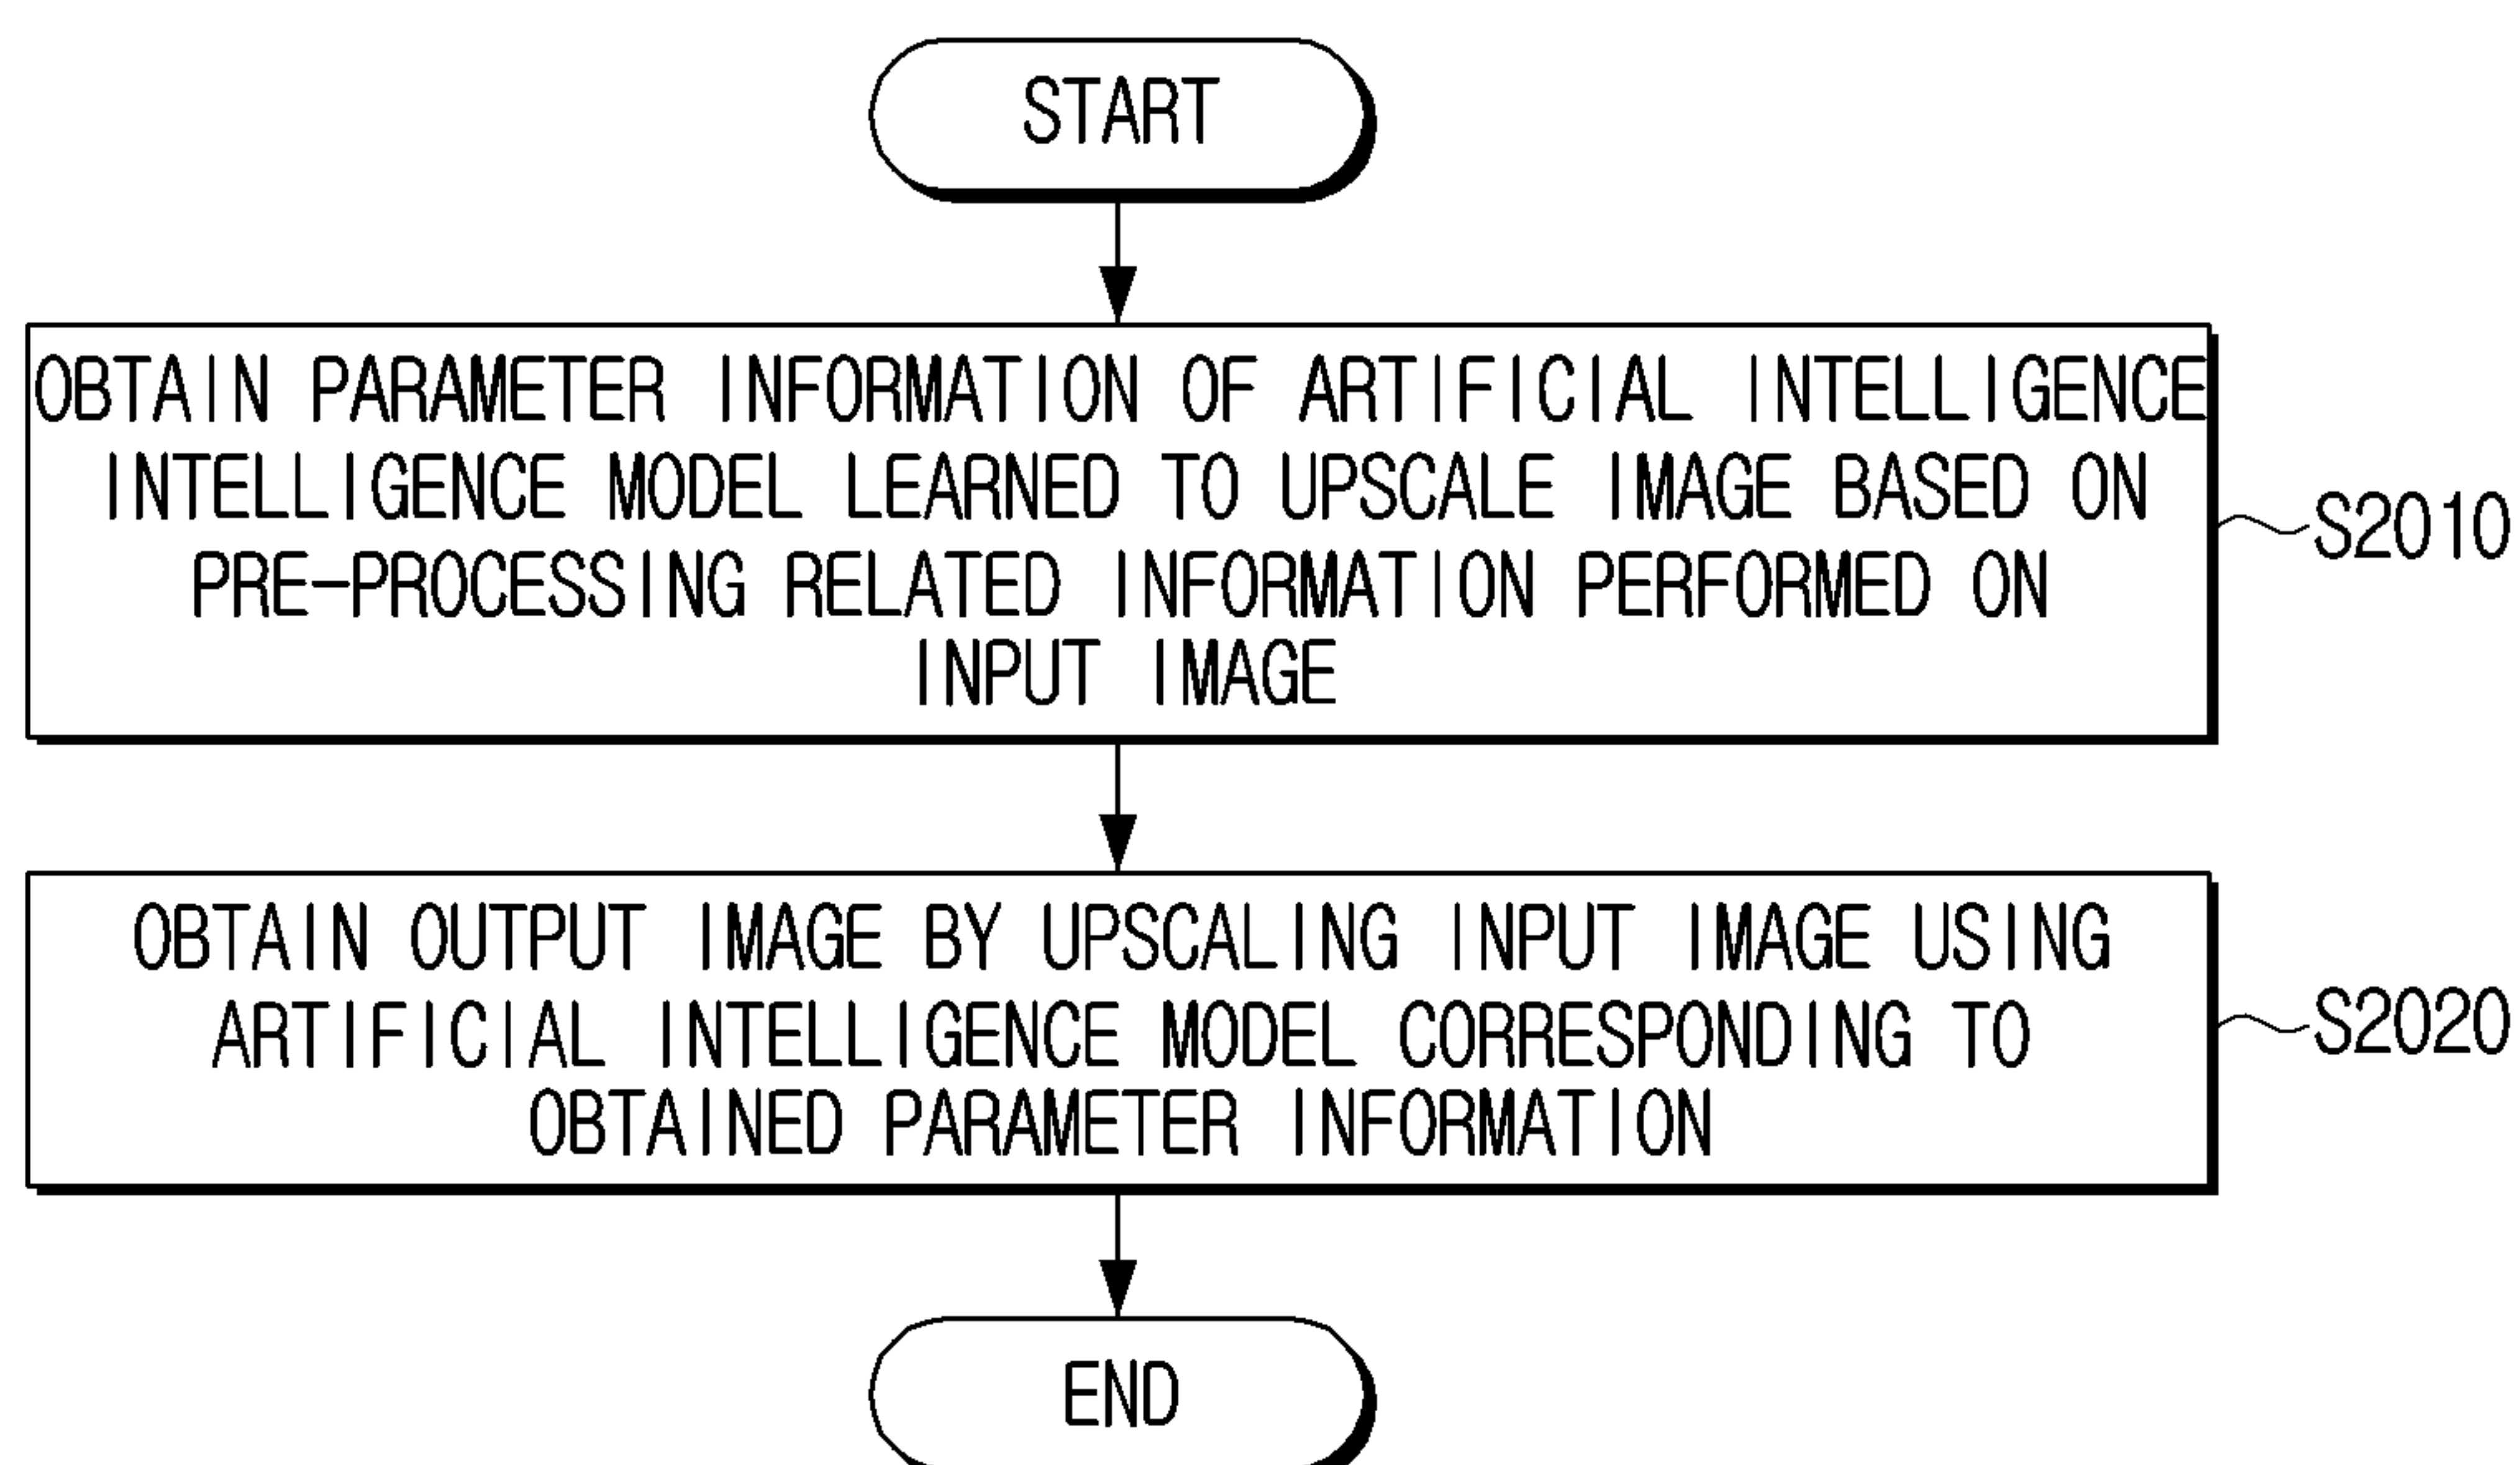 START
OBTAIN PARAMETER INFORMATION OF ARTIFICIAL INTELLIGENCE
INTELLIGENCE MODEL LEARNED TO UPSCALE IMAGE BASED ON
PRE-PROCESSING RELATED INFORMATION PERFORMED ON
INPUT IMAGE
S2010
OBTAIN OUTPUT IMAGE BY UPSCALING INPUT IMAGE USING
ARTIFICIAL INTELLIGENCE MODEL CORRESPONDING TO
OBTAINED PARAMETER INFORMATION
S2020
END